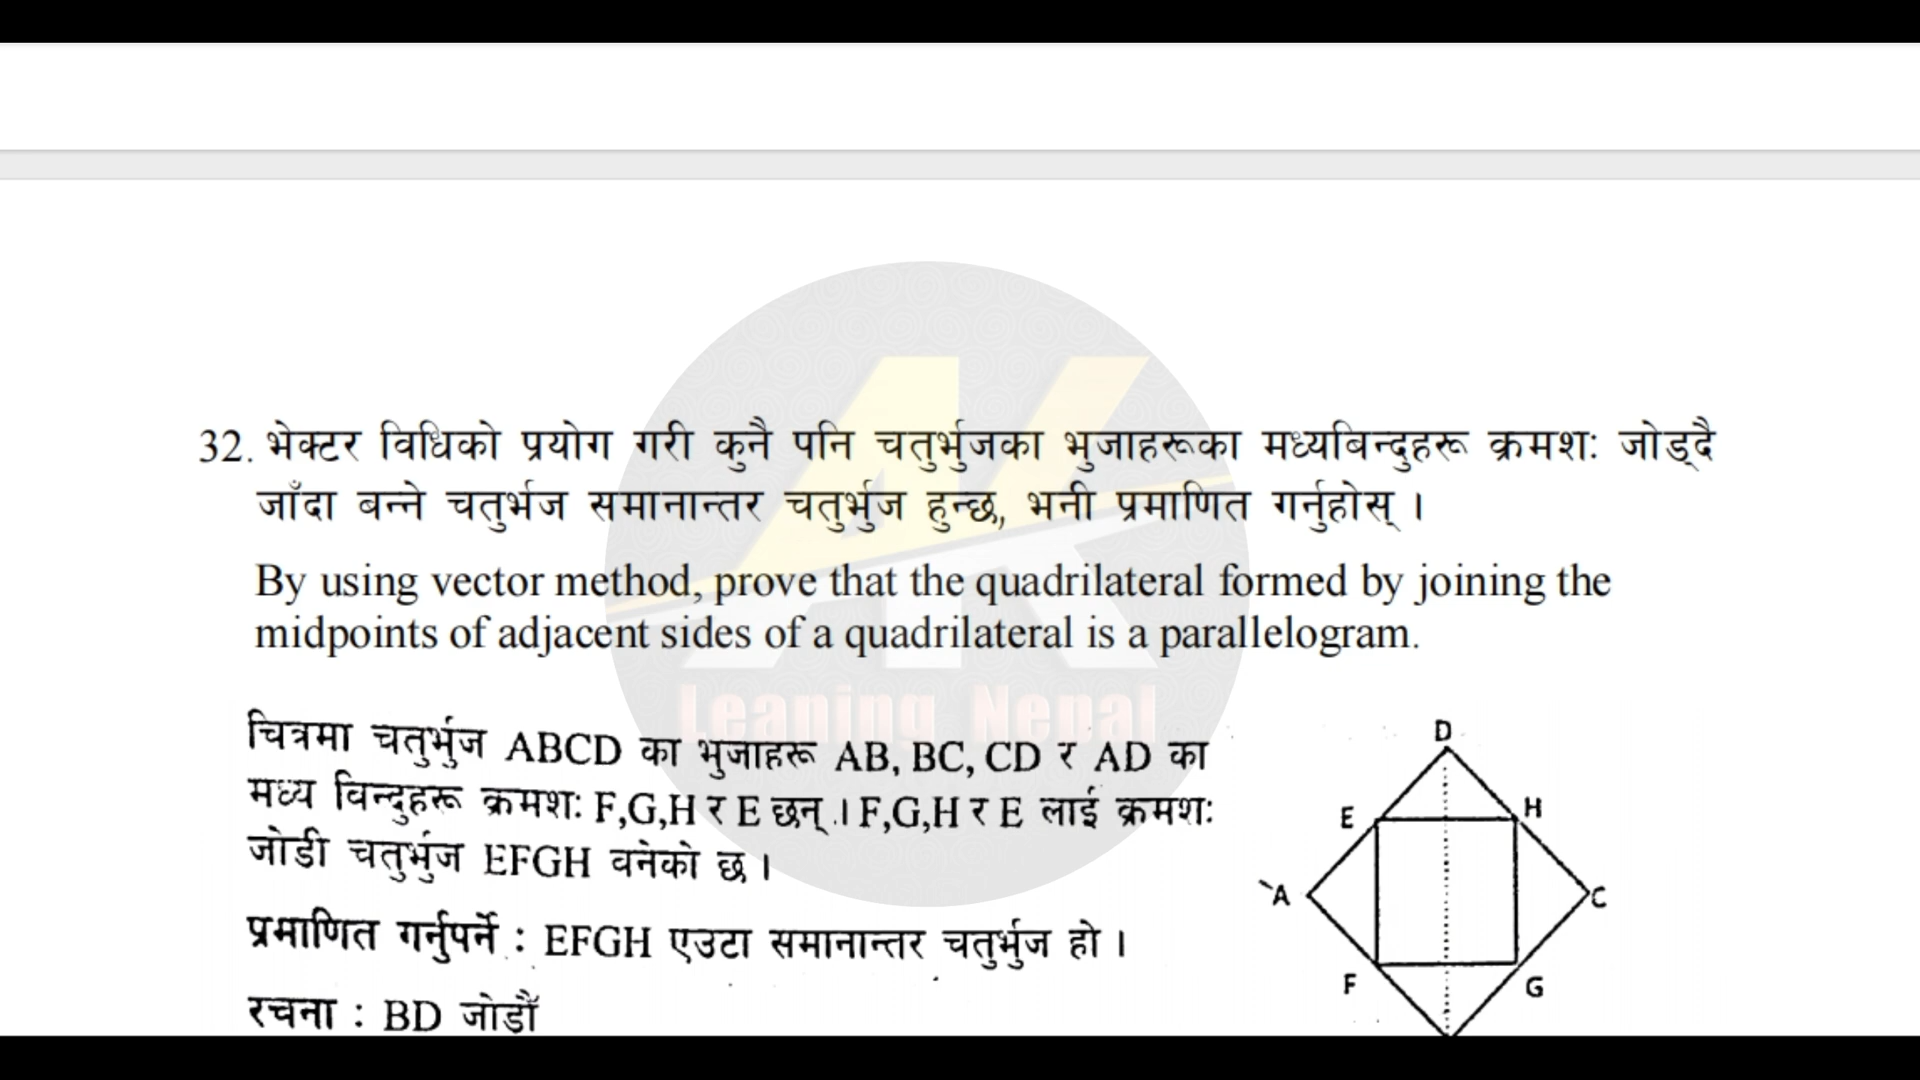 32. भेक्टर विधिको प्रयोग गरी कुनै पनि चतुर्भुजका भुजाहरूका मध्यबिन्दुहरू क्रमशः जोड्दै
जाँदा बन्ने चतुर्भज समानान्तर चतुर्भुज हुन्छ, भनी प्रमाणित गर्नुहोस् ।
By using vector method, prove that the quadrilateral formed by joining the
midpoints of adjacent sides of a quadrilateral is a parallelogram.
AK
Leaning Nepal
चित्रमा चतुर्भुज ABCD का भुजाहरू AB, BC, CD र AD का
मध्य विन्दुहरू क्रमशः F,G,H र E छन् । F,G,H र E लाई क्रमशः
जोडी चतुर्भुज EFGH वनेको छ ।
प्रमाणित गर्नुपर्ने : EFGH एउटा समानान्तर चतुर्भुज हो ।
रचना : BD जोडौं
D
E H
A C
F G